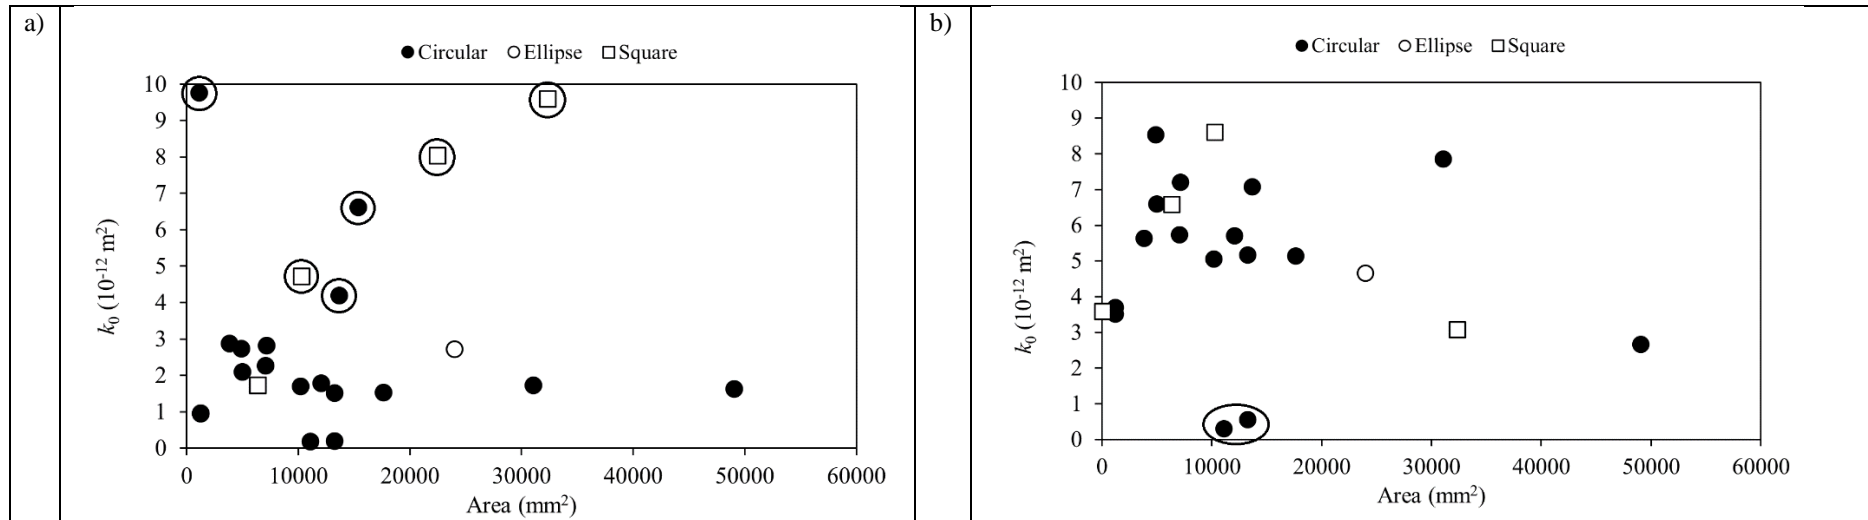 a)
● Circular ○ Ellipse □ Square
10
9
8
7
6
5
4
3
2
1
0
k₀ (10⁻¹² m²)
0 10000 20000 30000 40000 50000 60000
Area (mm²)
b)
● Circular ○ Ellipse □ Square
10
9
8
7
6
5
4
3
2
1
0
k₀ (10⁻¹² m²)
0 10000 20000 30000 40000 50000 60000
Area (mm²)